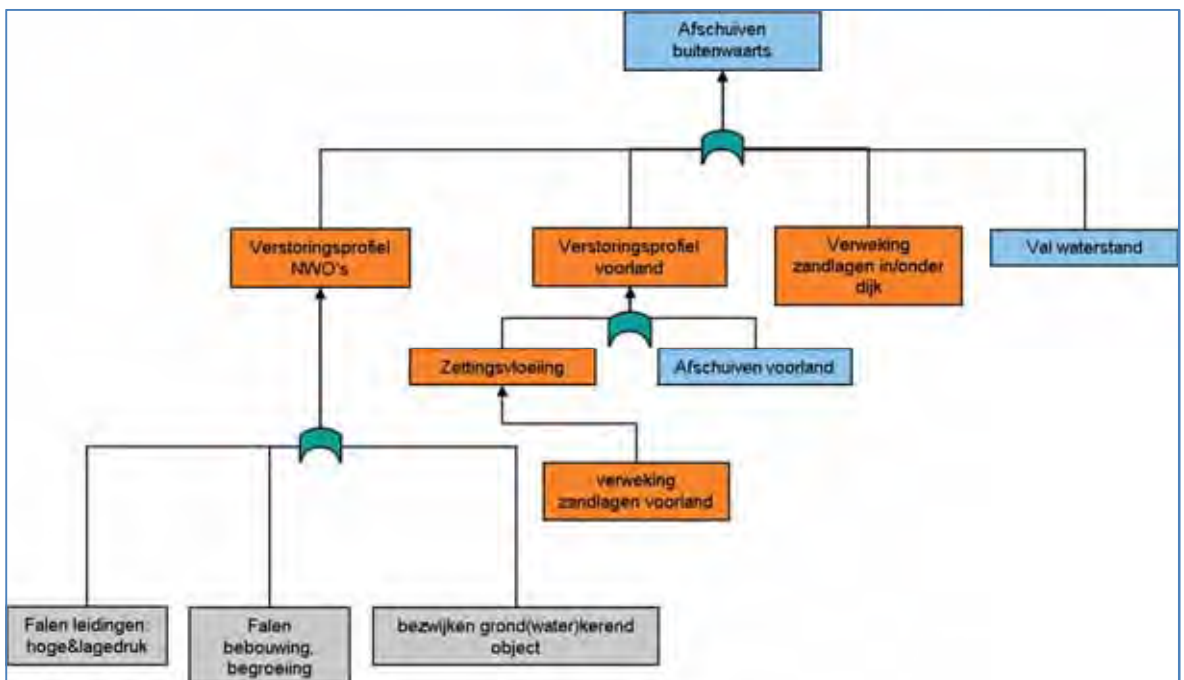 Afschuiven
buitenwaarts
Verstoringsprofiel
NWO's
Verstoringsprofiel
voorland
Verweking
zandlagen in/onder
dijk
Val waterstand
Zettingsvloeiing
Afschuiven voorland
verweking
zandlagen voorland
Falen leidingen:
hoge&lagedruk
Falen
bebouwing,
begroeiing
bezwijken grond(water)kerend
object